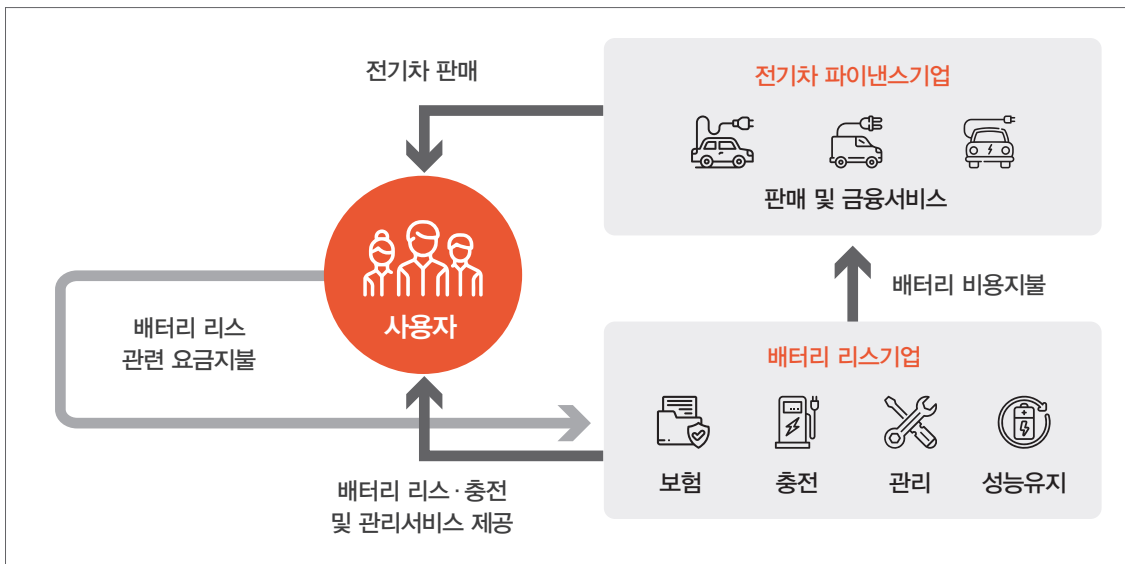 전기차 판매
전기차 파이낸스기업
판매 및 금융서비스
사용자
배터리 비용지불
배터리 리스
관련 요금지불
배터리 리스기업
보험
충전
관리
성능유지
배터리 리스·충전
및 관리서비스 제공